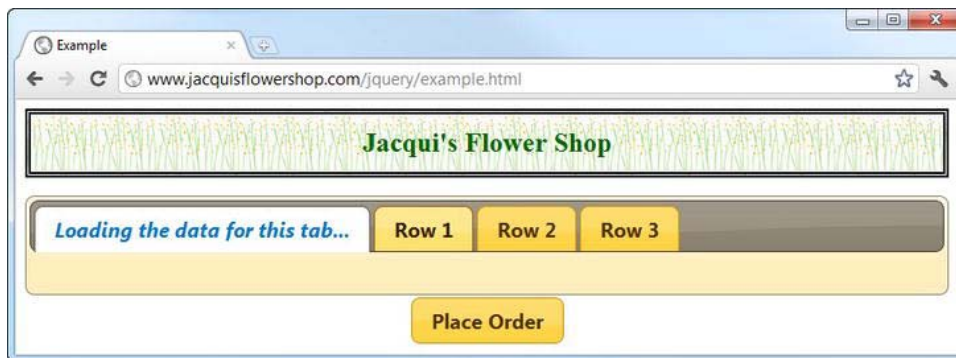 Example
www.jacquisflowershop.com/jquery/example.html
Jacqui's Flower Shop
Loading the data for this tab... Row 1 Row 2 Row 3
Place Order